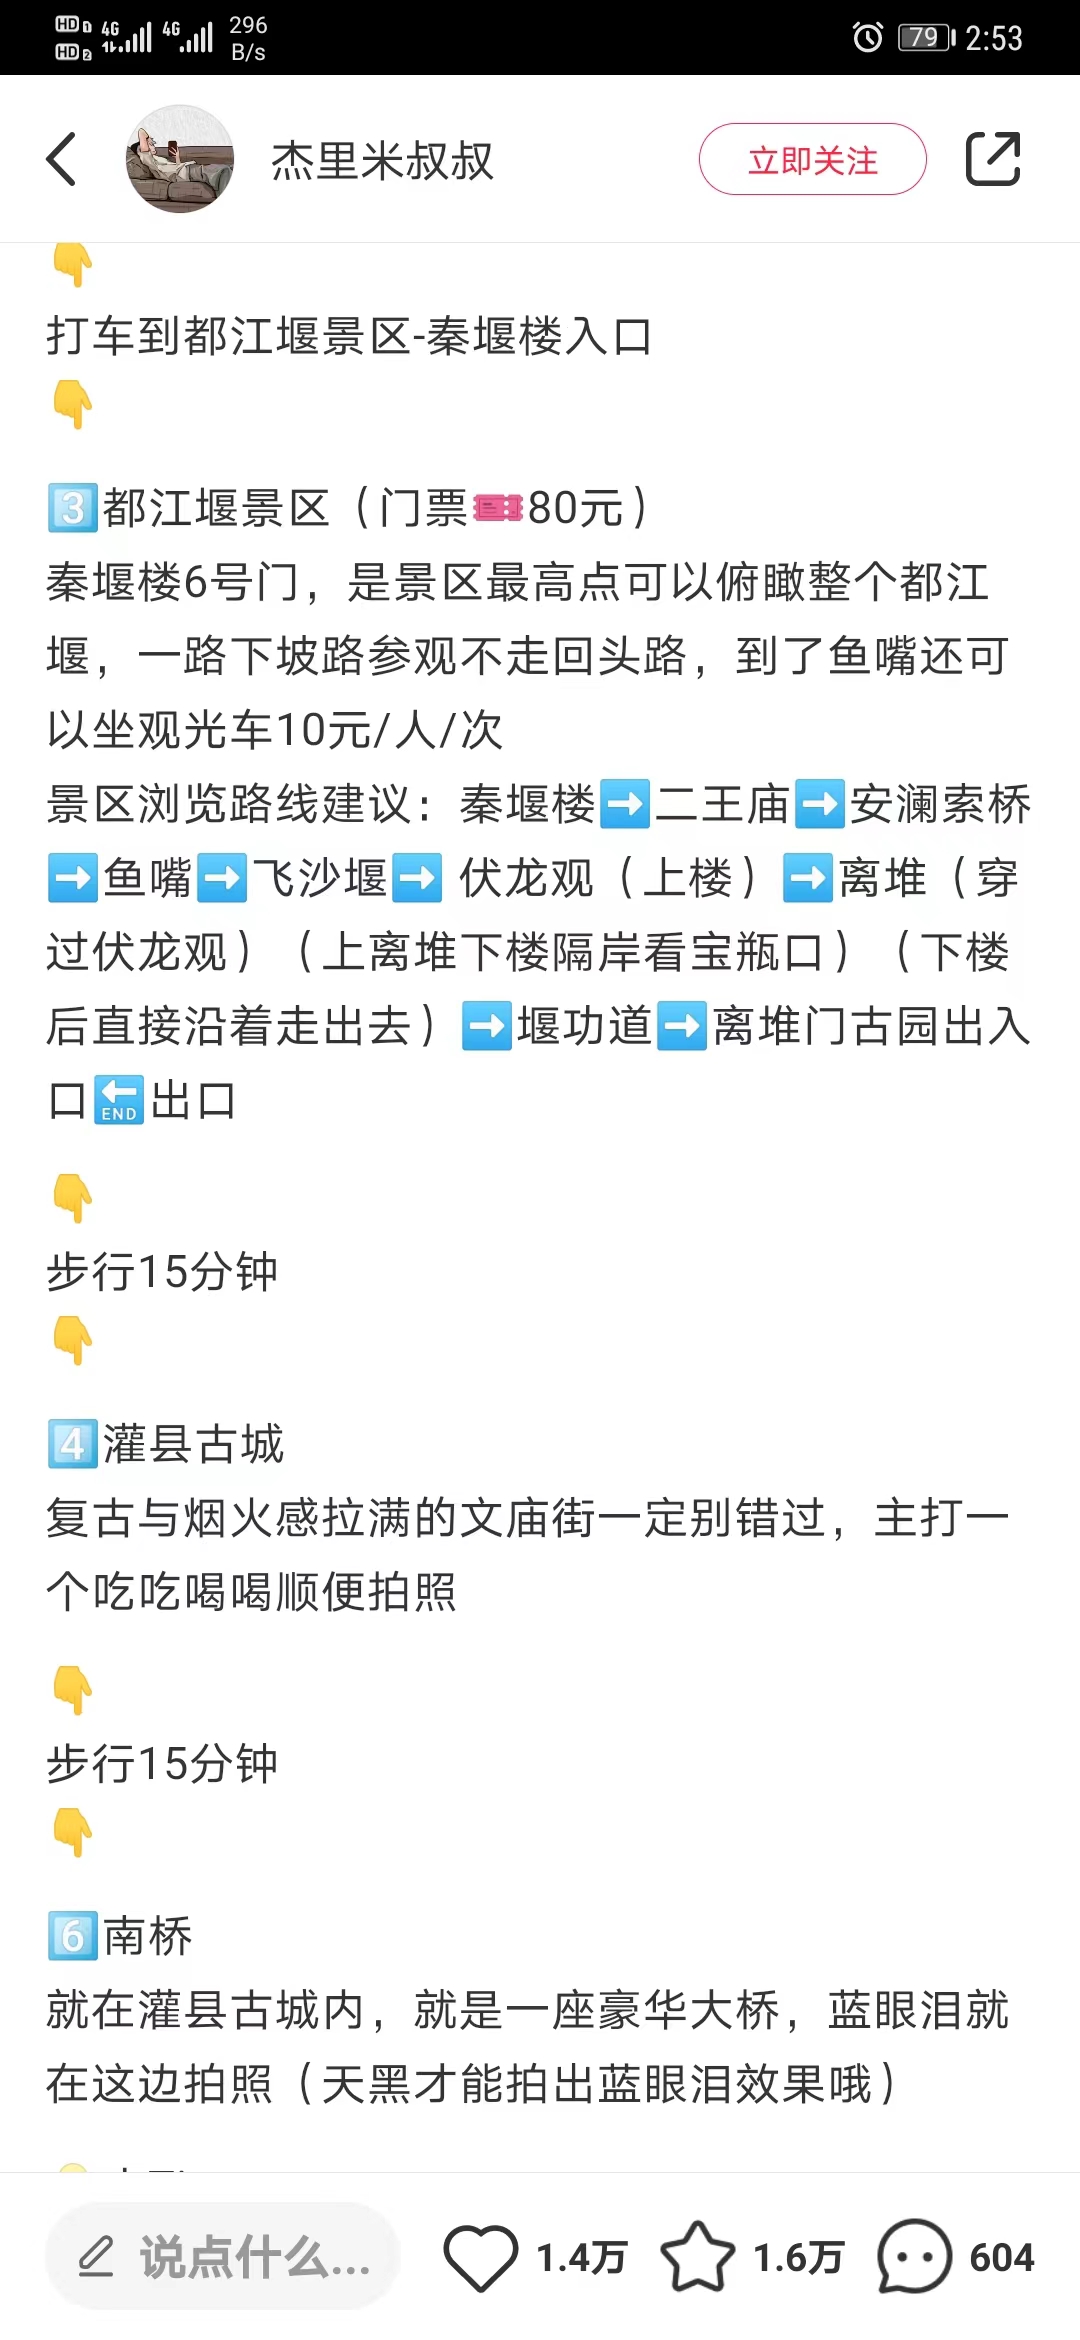 HD 1 4G 4G 296
HD 2 B/s
79 2:53
杰里米叔叔
立即关注
👇
打车到都江堰景区-秦堰楼入口
👇
3️⃣都江堰景区（门票🎫80元）
秦堰楼6号门，是景区最高点可以俯瞰整个都江
堰，一路下坡路参观不走回头路，到了鱼嘴还可
以坐观光车10元/人/次
景区浏览路线建议：秦堰楼➡️二王庙➡️安澜索桥
➡️鱼嘴➡️飞沙堰➡️ 伏龙观（上楼）➡️离堆（穿
过伏龙观）（上离堆下楼隔岸看宝瓶口）（下楼
后直接沿着走出去）➡️堰功道➡️离堆门古园出入
口🔚出口
👇
步行15分钟
👇
4️⃣灌县古城
复古与烟火感拉满的文庙街一定别错过，主打一
个吃吃喝喝顺便拍照
👇
步行15分钟
👇
6️⃣南桥
就在灌县古城内，就是一座豪华大桥，蓝眼泪就
在这边拍照（天黑才能拍出蓝眼泪效果哦）
说点什么...
1.4万
1.6万
604